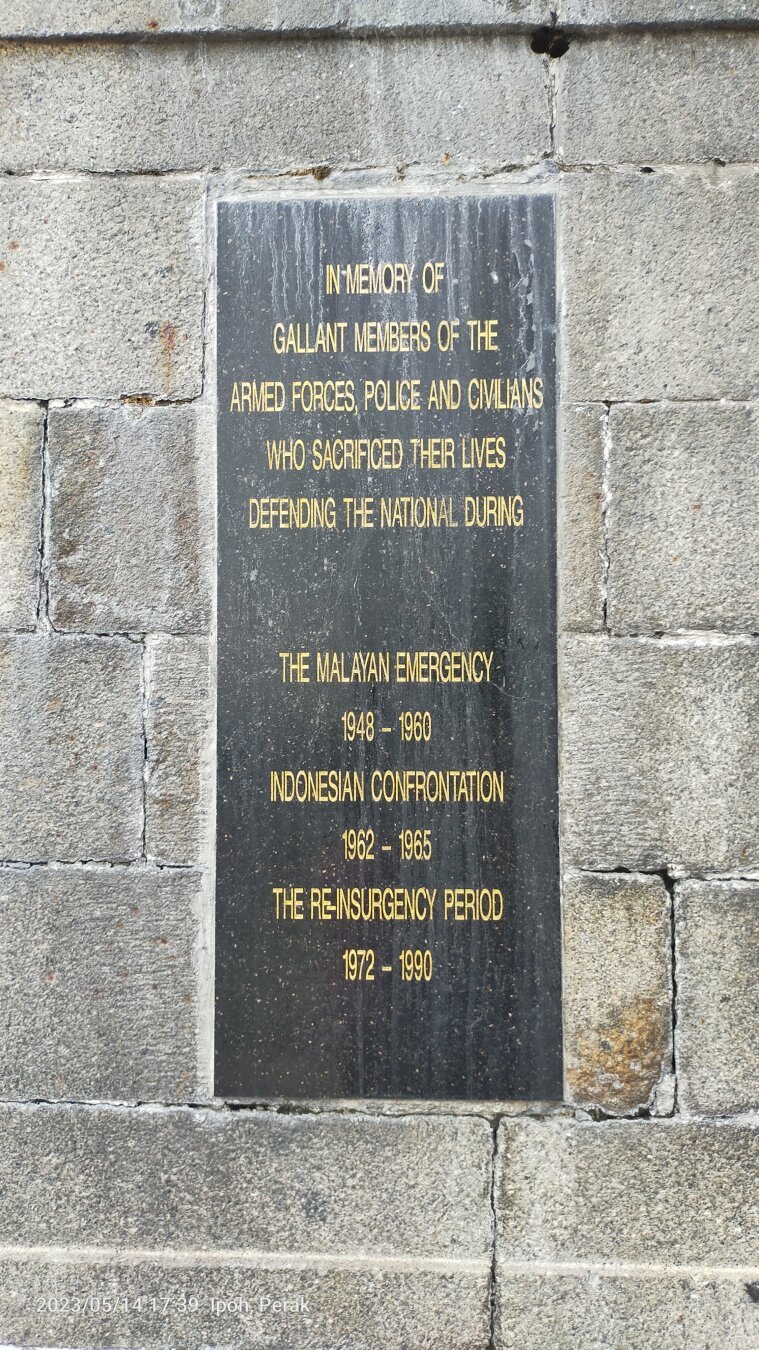 IN MEMORY OF
GALLANT MEMBERS OF THE
ARMED FORCES, POLICE AND CIVILIANS
WHO SACRIFICED THEIR LIVES
DEFENDING THE NATIONAL DURING
THE MALAYAN EMERGENCY
1948 – 1960
INDONESIAN CONFRONTATION
1962 – 1965
THE RE-INSURGENCY PERIOD
1972 – 1990
2023/05/14 17:39 Ipoh, Perak